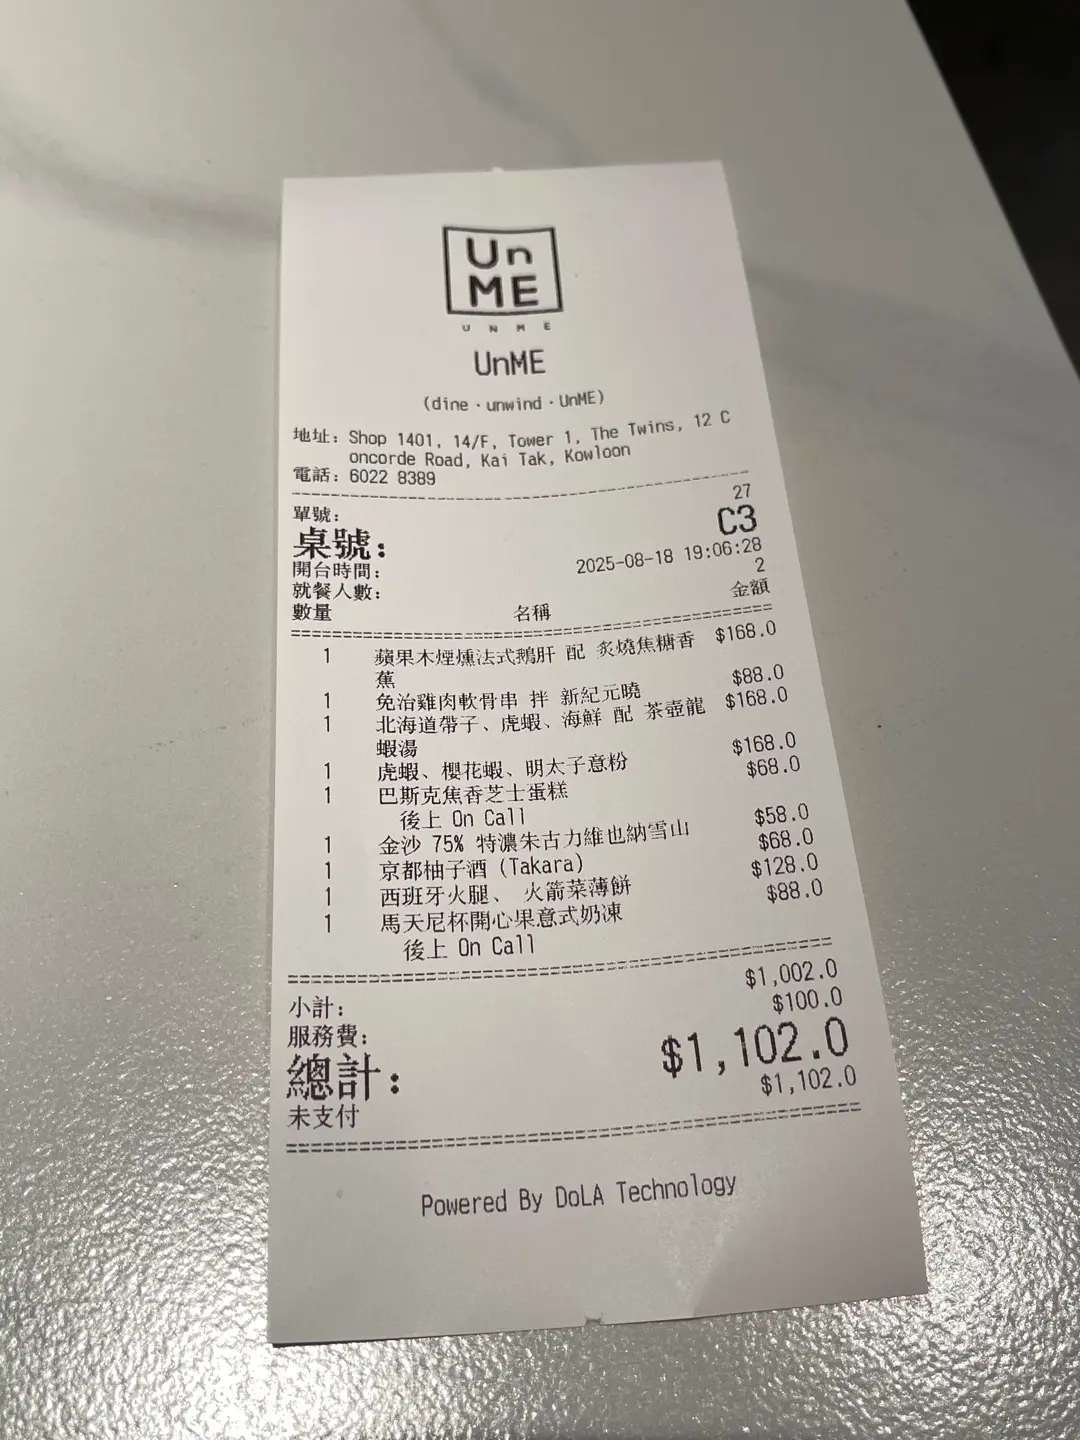 Un
ME
UNME
UnME
(dine · unwind · UnME)
地址: Shop 1401, 14/F, Tower 1, The Twins, 12 C
oncorde Road, Kai Tak, Kowloon
電話: 6022 8389
單號: 27
桌號: C3
開台時間: 2025-08-18 19:06:28
就餐人數: 2
數量 名稱 金額
1 蘋果木煙燻法式鵝肝 配 炙燒焦糖香 $168.0
蕉
1 免治雞肉軟骨串 拌 新紀元曉 $88.0
1 北海道帶子、虎蝦、海鮮 配 茶壺龍 $168.0
蝦湯
1 虎蝦、櫻花蝦、明太子意粉 $168.0
1 巴斯克焦香芝士蛋糕 $68.0
後上 On Call
1 金沙 75% 特濃朱古力維也納雪山 $58.0
1 京都柚子酒 (Takara) $68.0
1 西班牙火腿、 火箭菜薄餅 $128.0
1 馬天尼杯開心果意式奶凍 $88.0
後上 On Call
小計: $1,002.0
服務費: $100.0
總計: $1,102.0
未支付 $1,102.0
Powered By DoLA Technology